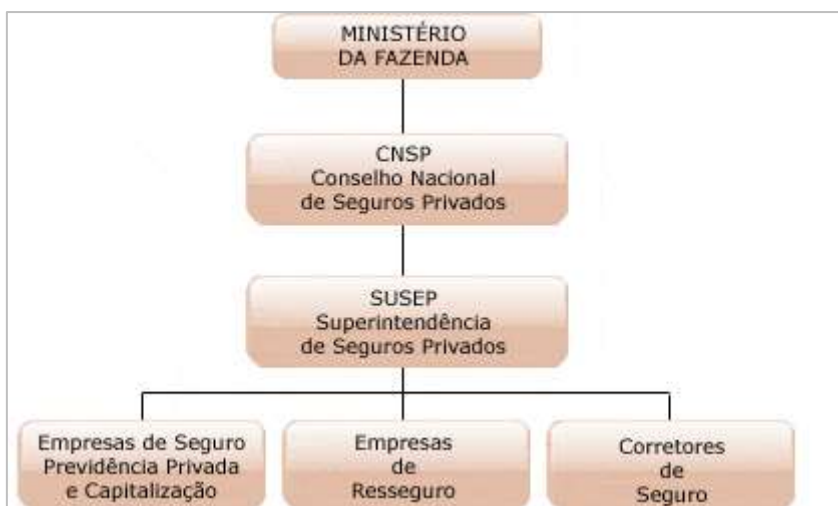 MINISTÉRIO
DA FAZENDA
CNSP
Conselho Nacional
de Seguros Privados
SUSEP
Superintendência
de Seguros Privados
Empresas de Seguro
Previdência Privada
e Capitalização
Empresas
de
Resseguro
Corretores
de
Seguro